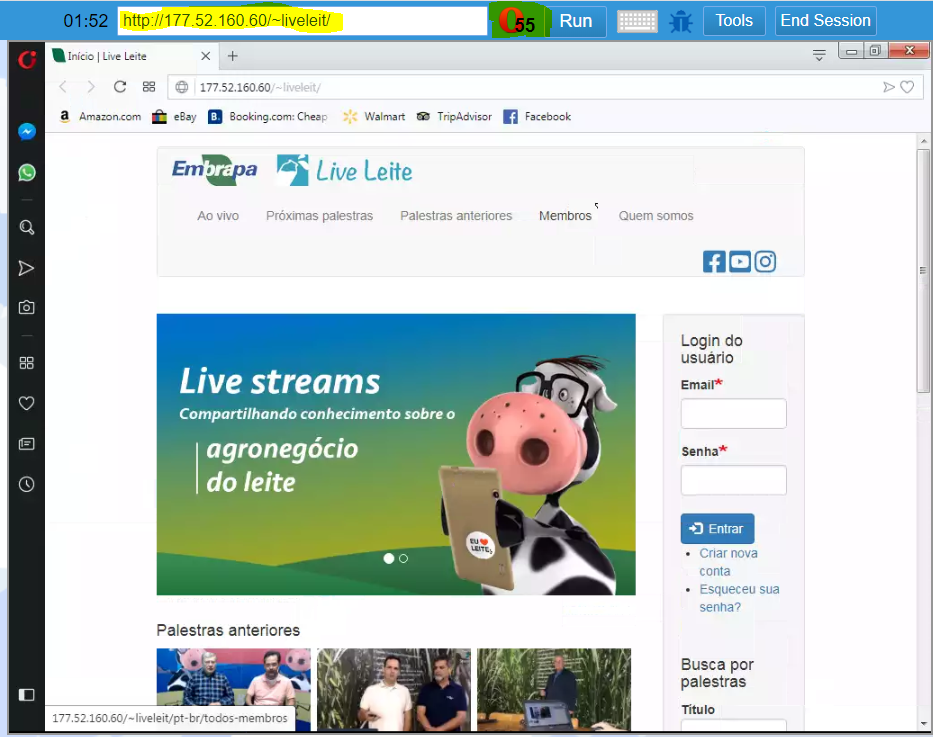 01:52 http://177.52.160.60/~liveleit/ 55 Run Tools End Session
Início | Live Leite
177.52.160.60/~liveleit/
a Amazon.com eBay B. Booking.com: Cheap Walmart TripAdvisor f Facebook
Embrapa Live Leite
Ao vivo Próximas palestras Palestras anteriores Membros Quem somos
Live streams
Compartilhando conhecimento sobre o
agronegócio
do leite
EU
LEITE
Login do
usuário
Email*
Senha*
Entrar
Criar nova
conta
Esqueceu sua
senha?
Palestras anteriores
Busca por
palestras
Título
177.52.160.60/~liveleit/pt-br/todos-membros